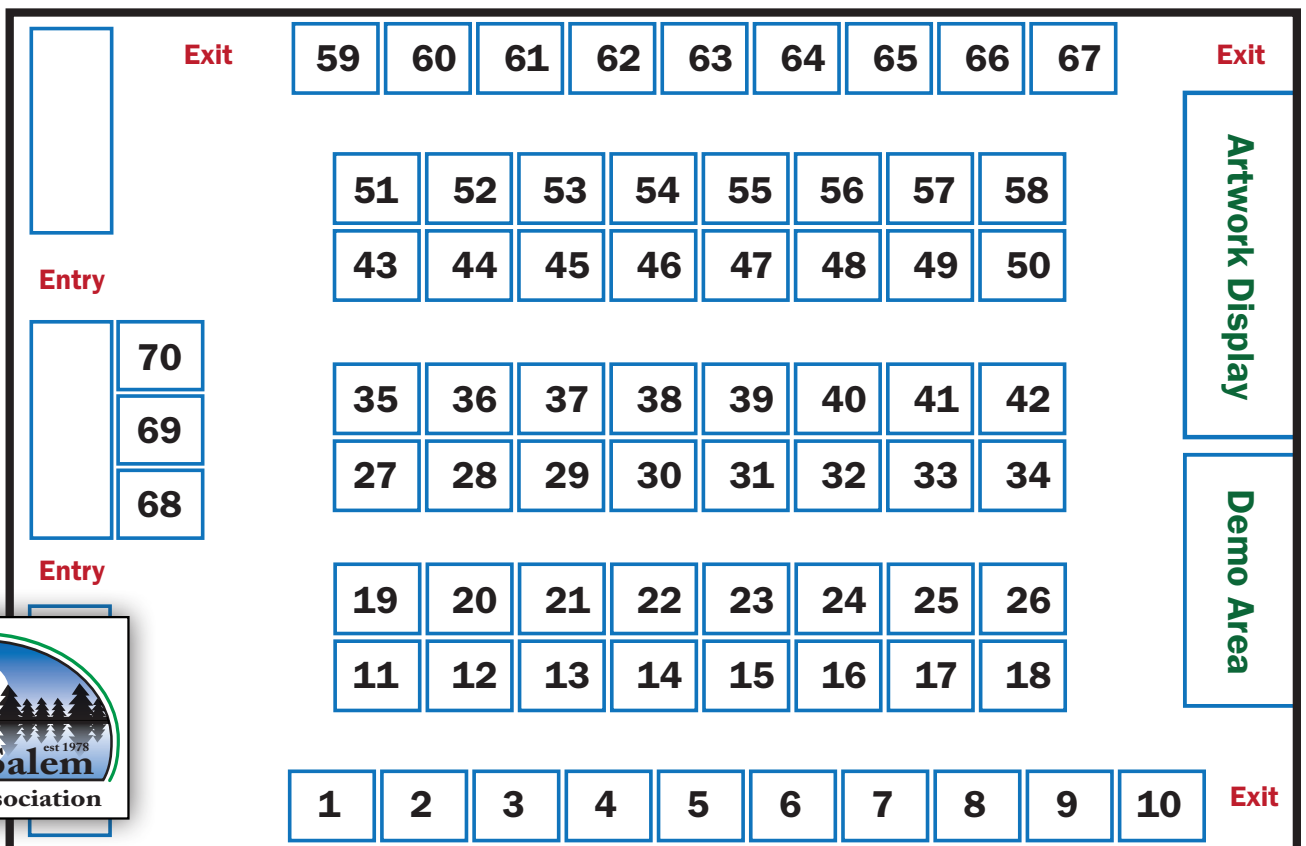 Exit
59 60 61 62 63 64 65 66 67
Exit
51 52 53 54 55 56 57 58
43 44 45 46 47 48 49 50
Artwork Display
Entry
70
69
68
35 36 37 38 39 40 41 42
27 28 29 30 31 32 33 34
Demo Area
Entry
19 20 21 22 23 24 25 26
11 12 13 14 15 16 17 18
est 1978
Salem
sociation
1 2 3 4 5 6 7 8 9 10
Exit